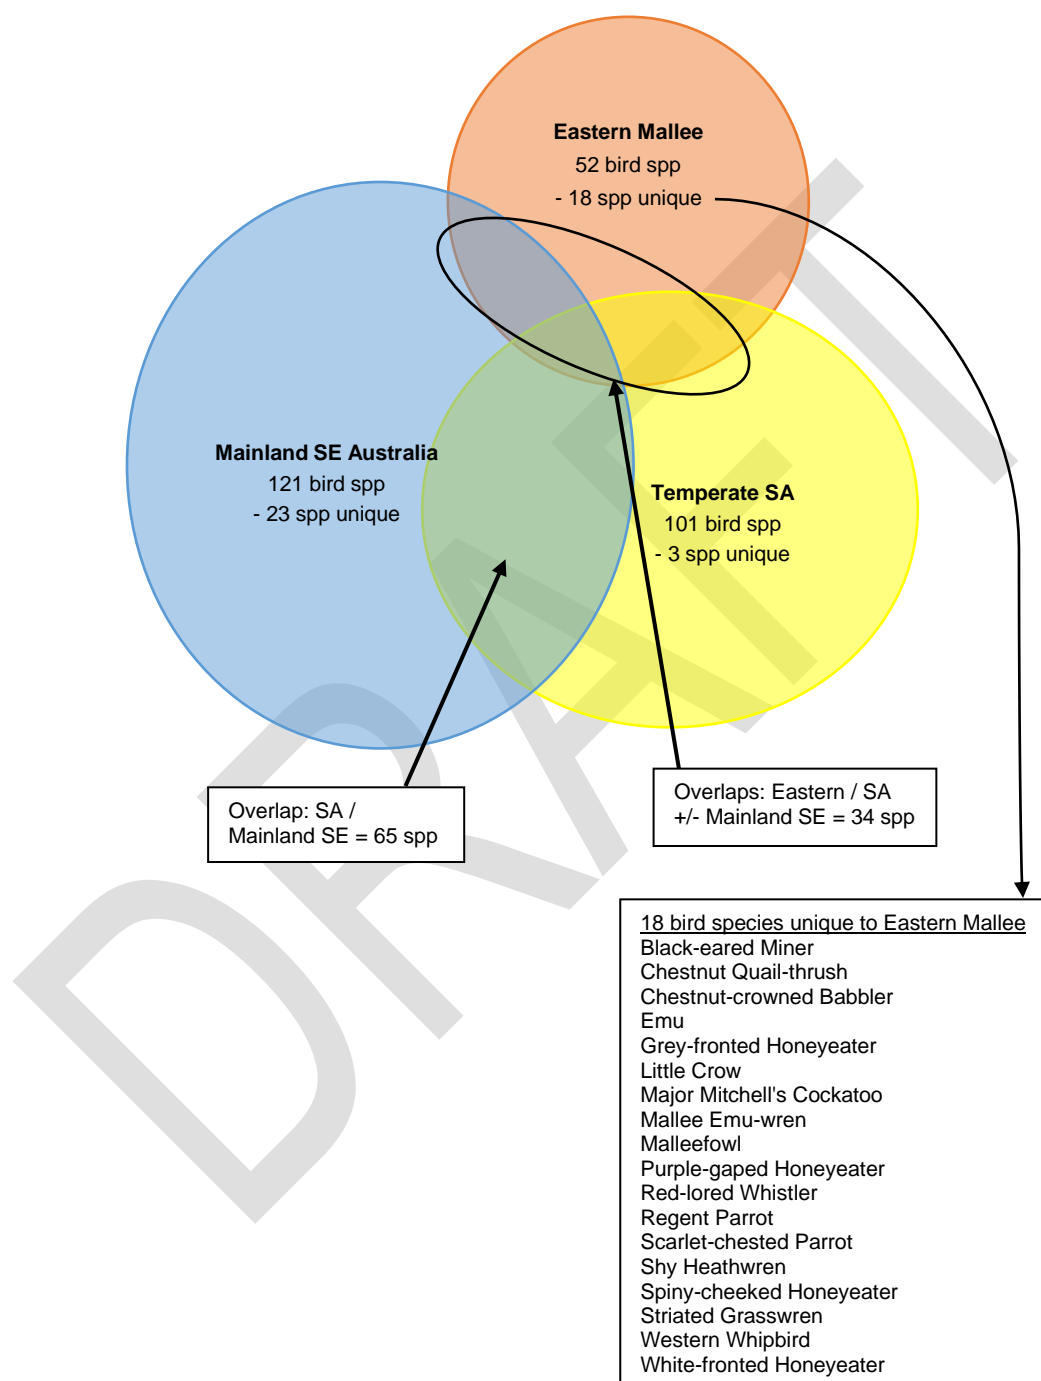 Eastern Mallee
52 bird spp
- 18 spp unique
Mainland SE Australia
121 bird spp
- 23 spp unique
Temperate SA
101 bird spp
- 3 spp unique
Overlap: SA /
Mainland SE = 65 spp
Overlaps: Eastern / SA
+/- Mainland SE = 34 spp
18 bird species unique to Eastern Mallee
Black-eared Miner
Chestnut Quail-thrush
Chestnut-crowned Babbler
Emu
Grey-fronted Honeyeater
Little Crow
Major Mitchell's Cockatoo
Mallee Emu-wren
Malleefowl
Purple-gaped Honeyeater
Red-lored Whistler
Regent Parrot
Scarlet-chested Parrot
Shy Heathwren
Spiny-cheeked Honeyeater
Striated Grasswren
Western Whipbird
White-fronted Honeyeater
DRAFT